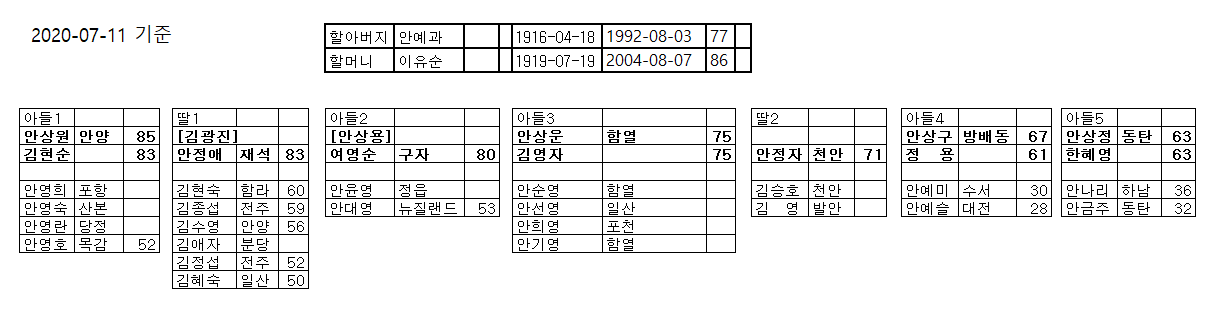 2020-07-11 기준
할아버지 안예과 1916-04-18 1992-08-03 77
할머니 이유순 1919-07-19 2004-08-07 86
아들1
안상원 안양 85
김현순 83
안영희 포항
안영숙 산본
안영란 당정
안영호 목감 52
딸1
[김광진]
안정애 재석 83
김현숙 함라 60
김종섭 전주 59
김수영 안양 56
김애자 분당
김정섭 전주 52
김혜숙 일산 50
아들2
[안상용]
여영순 구자 80
안윤영 정읍
안대영 뉴질랜드 53
아들3
안상운 함열 75
김영자 75
안순영 함열
안선영 일산
안희영 포천
안기영 함열
딸2
안정자 천안 71
김승호 천안
김 영 발안
아들4
안상구 방배동 67
정 용 61
안예미 수서 30
안예슬 대전 28
아들5
안상정 동탄 63
한혜영 63
안나리 하남 36
안금주 동탄 32